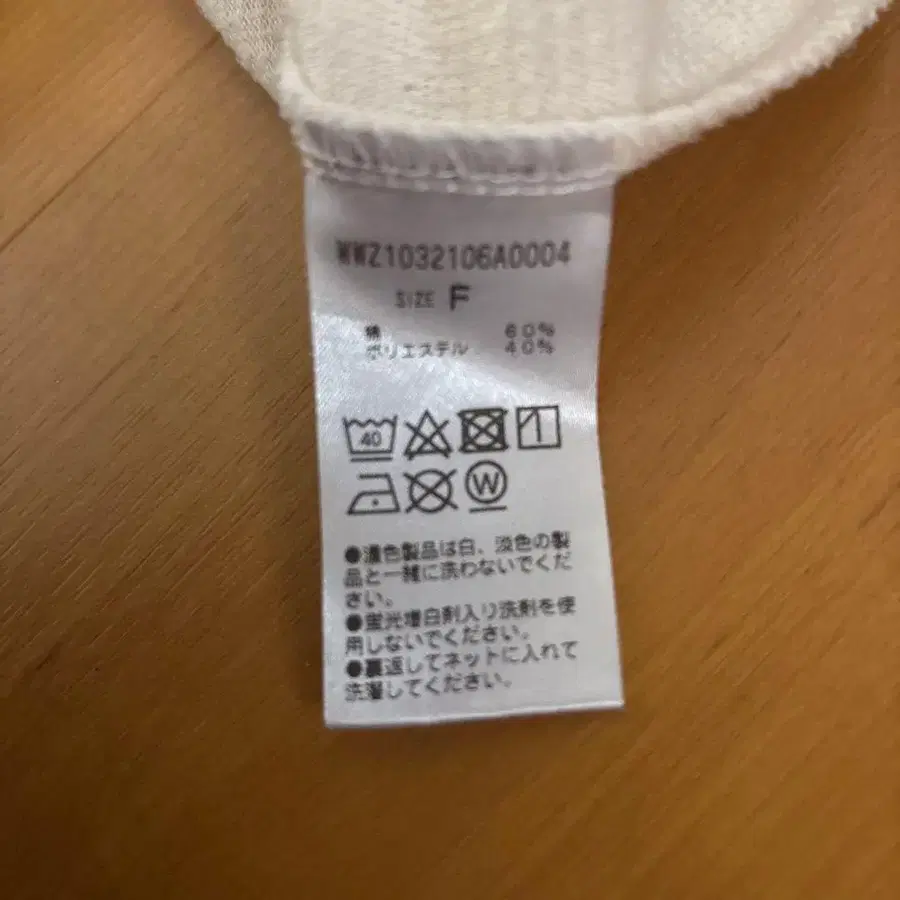 WWZ1032106A0004
SIZE F
綿 60%
ポリエステル 40%
40
W
●濃色製品は白、淡色の製
品と一緒に洗わないでくだ
さい。
●蛍光増白剤入り洗剤を使
用しないでください。
●裏返してネットに入れて
洗濯してください。